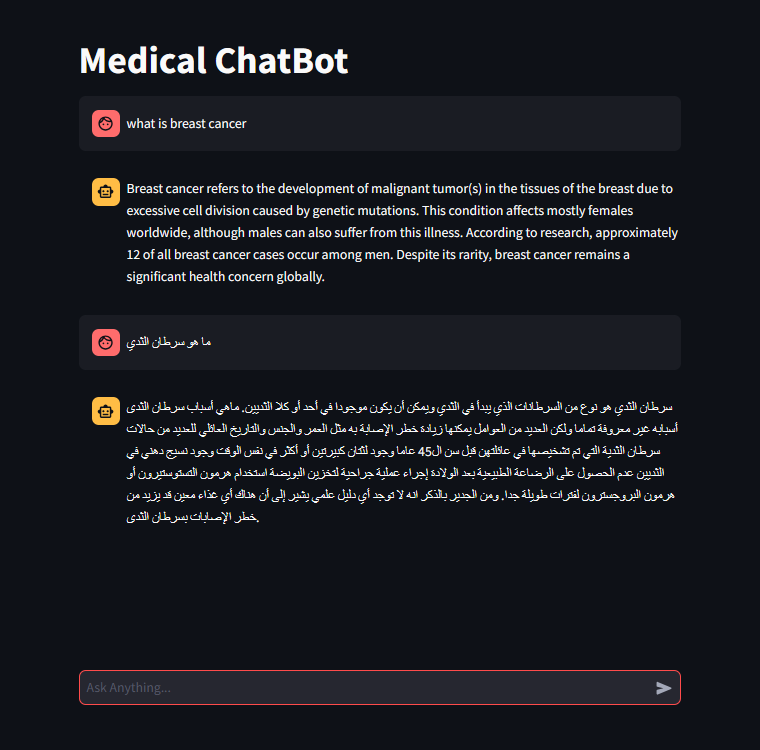 Medical ChatBot
what is breast cancer
Breast cancer refers to the development of malignant tumor(s) in the tissues of the breast due to
excessive cell division caused by genetic mutations. This condition affects mostly females
worldwide, although males can also suffer from this illness. According to research, approximately
12 of all breast cancer cases occur among men. Despite its rarity, breast cancer remains a
significant health concern globally.
ما هو سرطان الثدي
سرطان الثدي هو نوع من السرطانات الذي يبدأ في الثدي ويمكن أن يكون موجودا في أحد أو كلا الثديين. ماهي أسباب سرطان الثدى
أسبابه غير معروفة تماما ولكن العديد من العوامل يمكنها زيادة خطر الإصابة به مثل العمر والجنس والتاريخ العائلي للعديد من حالات
سرطان الثدية التي تم تشخيصها في عائلتهن قبل سن ال45 عاما وجود لثتان كبيرتين أو أكثر في نفس الوقت وجود نسيج دهني في
الثديين عدم الحصول على الرضاعة الطبيعية بعد الولادة إجراء عملية جراحية لتخزين البويضة استخدام هرمون التستوستيرون أو
هرمون البروجسترون لفترات طويلة جدا. ومن الجدير بالذكر انه لا توجد أي دليل علمي يشير إلى أن هناك أي غذاء معين قد يزيد من
خطر الإصابات بسرطان الثدى.
Ask Anything...